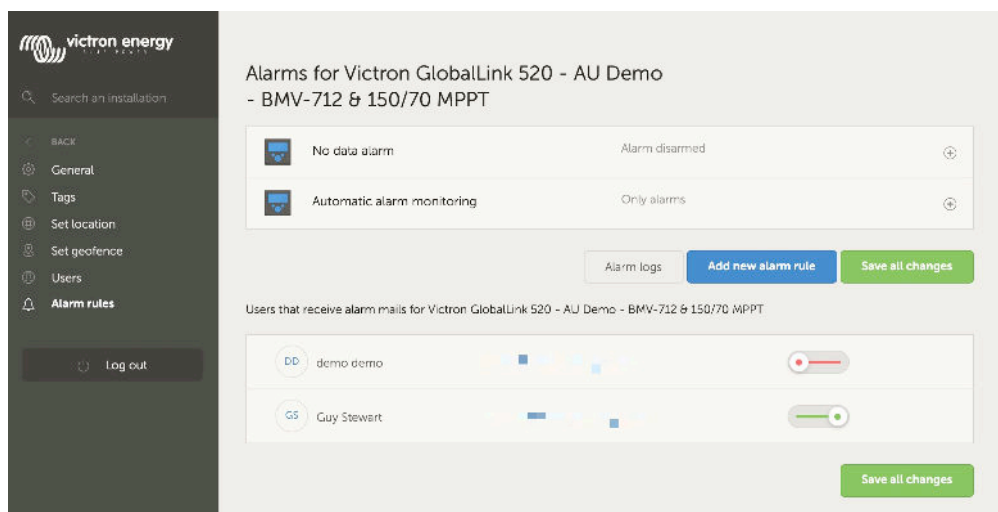 victron energy
BLUE POWER
Search an installation
BACK
General
Tags
Set location
Set geofence
Users
Alarm rules
Log out
Alarms for Victron GlobalLink 520 - AU Demo
- BMV-712 & 150/70 MPPT
No data alarm
Alarm disarmed
Automatic alarm monitoring
Only alarms
Alarm logs
Add new alarm rule
Save all changes
Users that receive alarm mails for Victron GlobalLink 520 - AU Demo - BMV-712 & 150/70 MPPT
DD
demo demo
GS
Guy Stewart
Save all changes